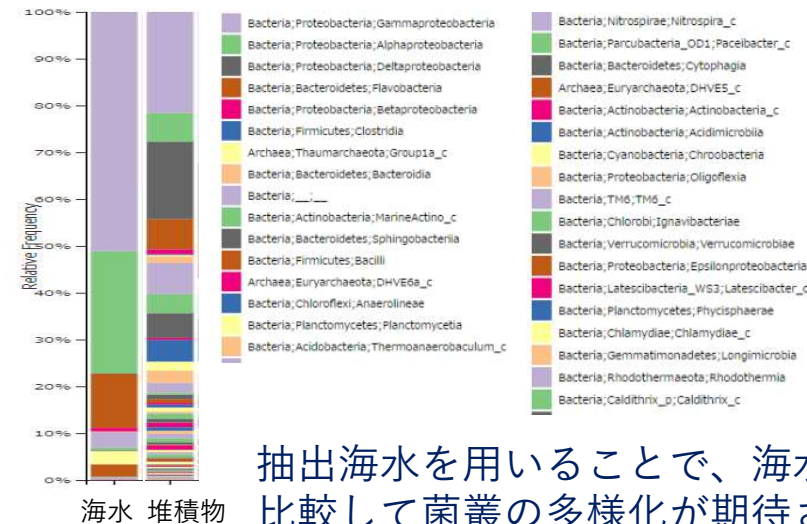 100%
90%
80%
70%
60%
50%
40%
30%
20%
10%
0%
Relative Frequency
海水 堆積物
Bacteria;Proteobacteria;Gammaproteobacteria
Bacteria;Proteobacteria;Alphaproteobacteria
Bacteria;Proteobacteria;Deltaproteobacteria
Bacteria;Bacteroidetes;Flavobacteria
Bacteria;Proteobacteria;Betaproteobacteria
Bacteria;Firmicutes;Clostridia
Archaea;Thaumarchaeota;Group1a_c
Bacteria;Bacteroidetes;Bacteroidia
Bacteria;__;__
Bacteria;Actinobacteria;MarineActino_c
Bacteria;Bacteroidetes;Sphingobacteriia
Bacteria;Firmicutes;Bacilli
Archaea;Euryarchaeota;DHVE6a_c
Bacteria;Chloroflexi;Anaerolineae
Bacteria;Planctomycetes;Planctomycetia
Bacteria;Acidobacteria;Thermoanaerobaculum_c
Bacteria;Nitrospirae;Nitrospira_c
Bacteria;Parcubacteria_OD1;Paceibacter_c
Bacteria;Bacteroidetes;Cytophagia
Archaea;Euryarchaeota;DHVE5_c
Bacteria;Actinobacteria;Actinobacteria_c
Bacteria;Actinobacteria;Acidimicrobiia
Bacteria;Cyanobacteria;Chroobacteria
Bacteria;Proteobacteria;Oligoflexia
Bacteria;TM6;TM6_c
Bacteria;Chlorobi;Ignavibacteriae
Bacteria;Verrucomicrobia;Verrucomicrobiae
Bacteria;Proteobacteria;Epsilonproteobacteria
Bacteria;Latescibacteria_WS3;Latescibacter_c
Bacteria;Planctomycetes;Phycisphaerae
Bacteria;Chlamydiae;Chlamydiae_c
Bacteria;Gemmatimonadetes;Longimicrobia
Bacteria;Rhodothermaeota;Rhodothermia
Bacteria;Caldithrix_p;Caldithrix_c
抽出海水を用いることで、海水
比較して菌叢の多様化が期待さ